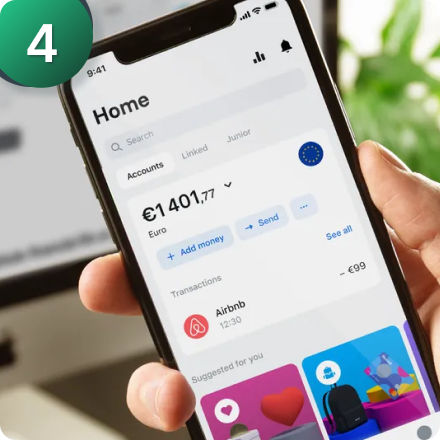 4
9:41
Home
Search
Accounts Linked Junior
€1 401,77
Euro
+ Add money → Send ...
Transactions See all
Airbnb - €99
12:30
Suggested for you